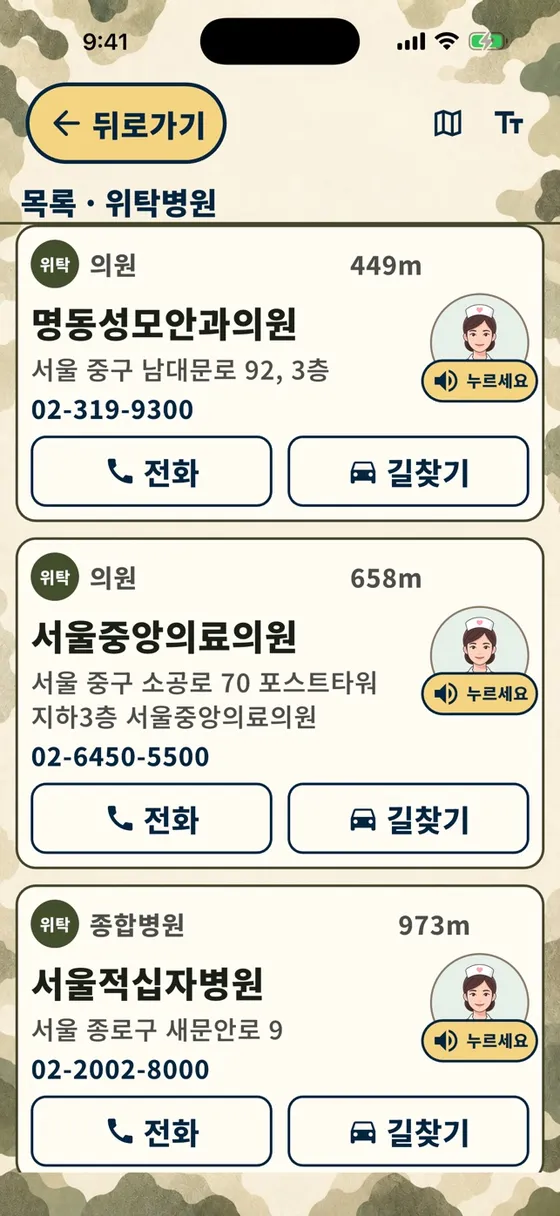 9:41
뒤로가기
목록 · 위탁병원
위탁 의원 449m
명동성모안과의원
서울 중구 남대문로 92, 3층
누르세요
02-319-9300
전화 길찾기
위탁 의원 658m
서울중앙의료의원
서울 중구 소공로 70 포스트타워
누르세요
지하3층 서울중앙의료의원
02-6450-5500
전화 길찾기
위탁 종합병원 973m
서울적십자병원
서울 종로구 새문안로 9
누르세요
02-2002-8000
전화 길찾기